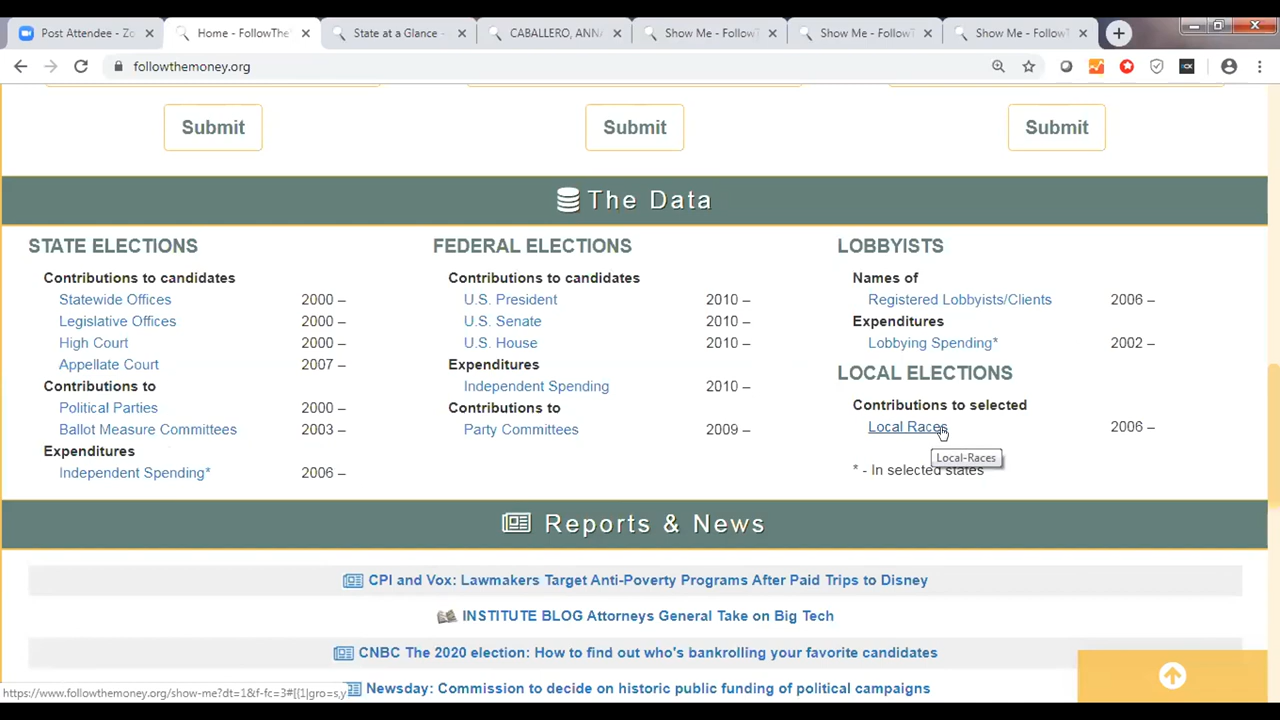 Post Attendee - Zo
Home - FollowThe
State at a Glance -
CABALLERO, ANNA
Show Me - FollowT
Show Me - FollowT
Show Me - FollowT
followthemoney.org
Submit
Submit
Submit
The Data
STATE ELECTIONS
Contributions to candidates
Statewide Offices 2000 –
Legislative Offices 2000 –
High Court 2000 –
Appellate Court 2007 –
Contributions to
Political Parties 2000 –
Ballot Measure Committees 2003 –
Expenditures
Independent Spending* 2006 –
FEDERAL ELECTIONS
Contributions to candidates
U.S. President 2010 –
U.S. Senate 2010 –
U.S. House 2010 –
Expenditures
Independent Spending 2010 –
Contributions to
Party Committees 2009 –
LOBBYISTS
Names of
Registered Lobbyists/Clients 2006 –
Expenditures
Lobbying Spending* 2002 –
LOCAL ELECTIONS
Contributions to selected
Local Races 2006 –
Local-Races
* - In selected states
Reports & News
CPI and Vox: Lawmakers Target Anti-Poverty Programs After Paid Trips to Disney
INSTITUTE BLOG Attorneys General Take on Big Tech
CNBC The 2020 election: How to find out who's bankrolling your favorite candidates
Newsday: Commission to decide on historic public funding of political campaigns
https://www.followthemoney.org/show-me?dt=1&f-fc=3#[{1|gro=s,y